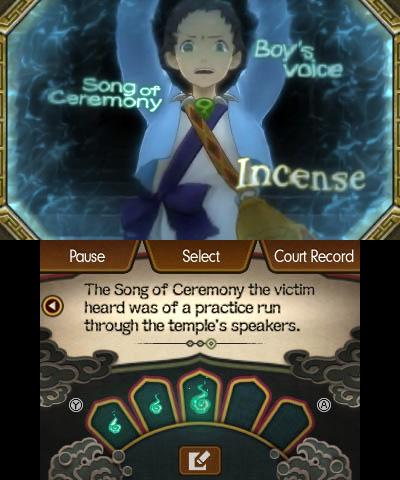 Boy's
voice
Song of
Ceremony
Incense
Pause
Select
Court Record
The Song of Ceremony the victim
heard was of a practice run
through the temple's speakers.
Y
A